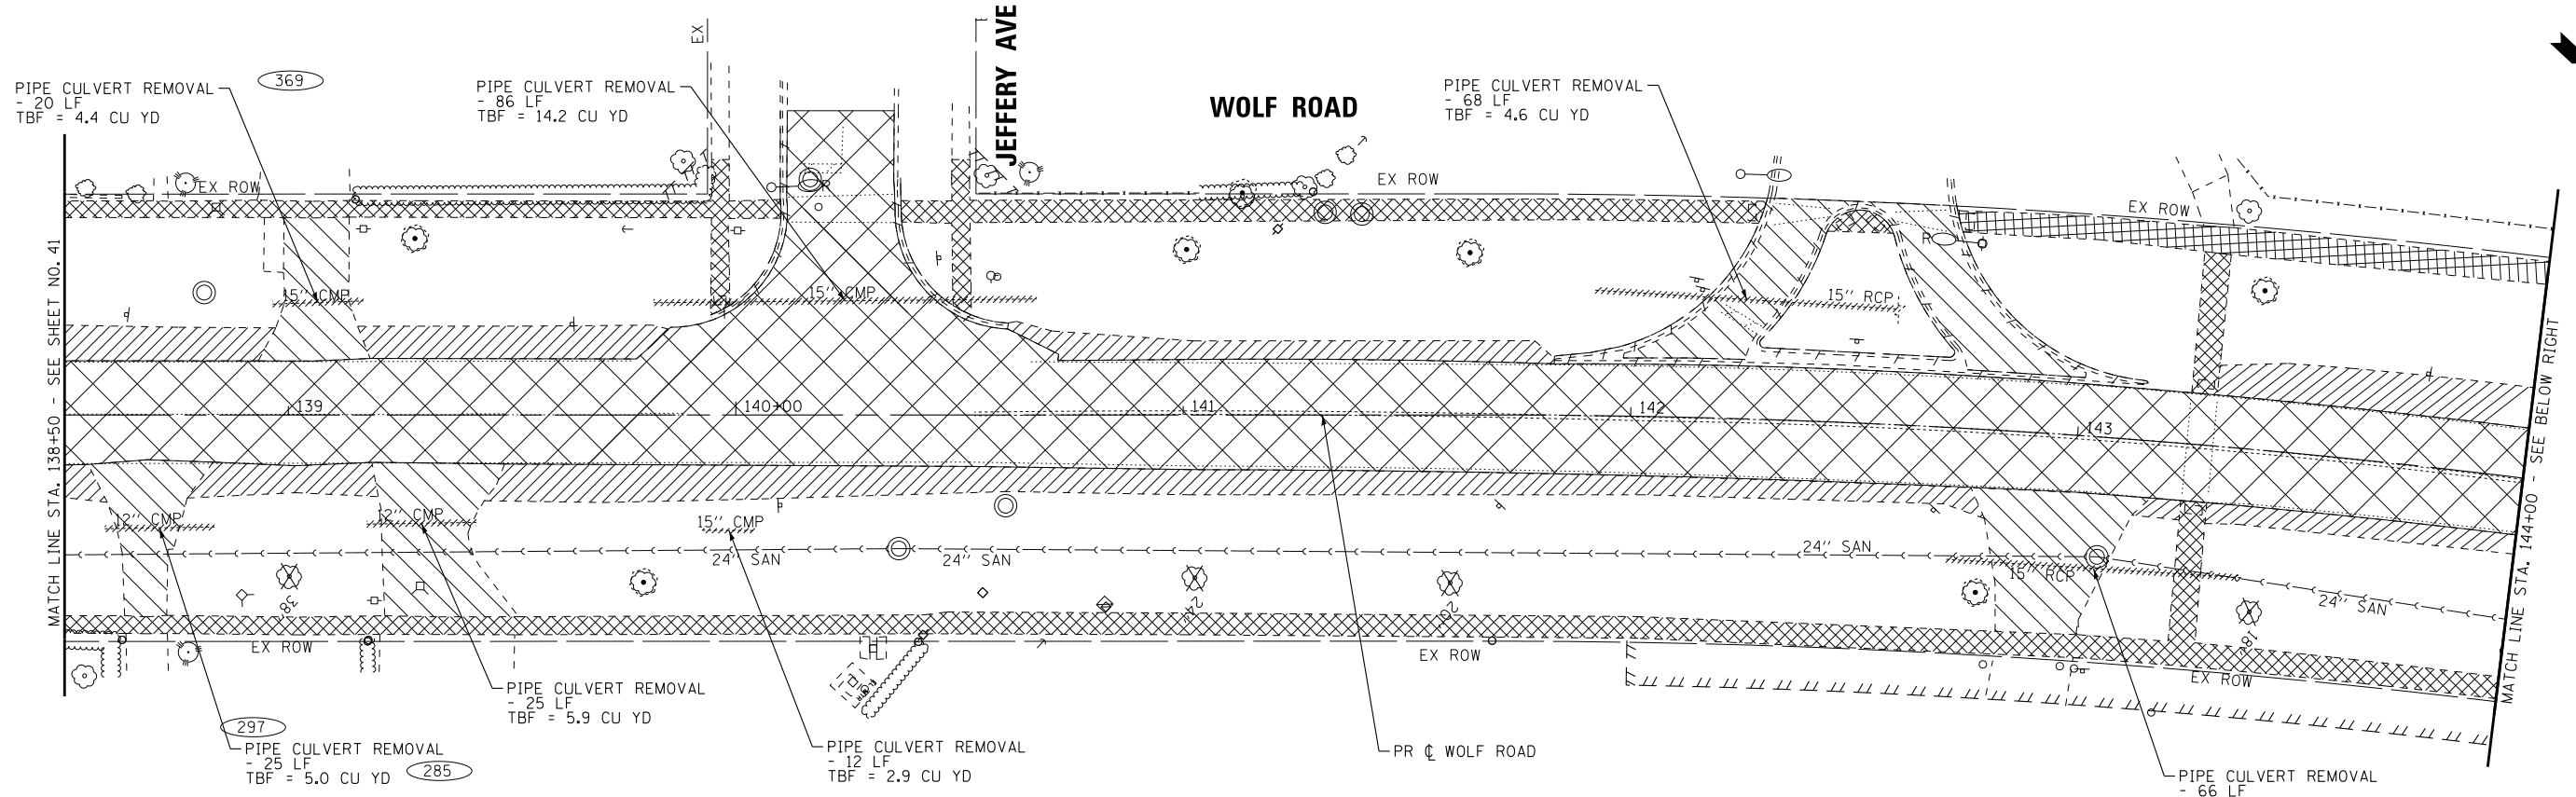 JEFFERY AVE
EX
WOLF ROAD
369
PIPE CULVERT REMOVAL
- 20 LF
TBF = 4.4 CU YD
PIPE CULVERT REMOVAL
- 86 LF
TBF = 14.2 CU YD
PIPE CULVERT REMOVAL
- 68 LF
TBF = 4.6 CU YD
EX ROW
EX ROW
EX ROW
R
R
15" CMP
15" CMP
15" RCP
MATCH LINE STA. 138+50 - SEE SHEET NO. 41
139
140+00
141
142
143
MATCH LINE STA. 144+00 - SEE BELOW RIGHT
12" CMP
12" CMP
15" CMP
24" SAN
24" SAN
24" SAN
15" RCP
24" SAN
38"
24"
20"
18"
EX ROW
EX ROW
EX ROW
PIPE CULVERT REMOVAL
- 25 LF
TBF = 5.9 CU YD
297
PIPE CULVERT REMOVAL
- 25 LF
TBF = 5.0 CU YD
285
PIPE CULVERT REMOVAL
- 12 LF
TBF = 2.9 CU YD
PR ℄ WOLF ROAD
PIPE CULVERT REMOVAL
- 66 LF